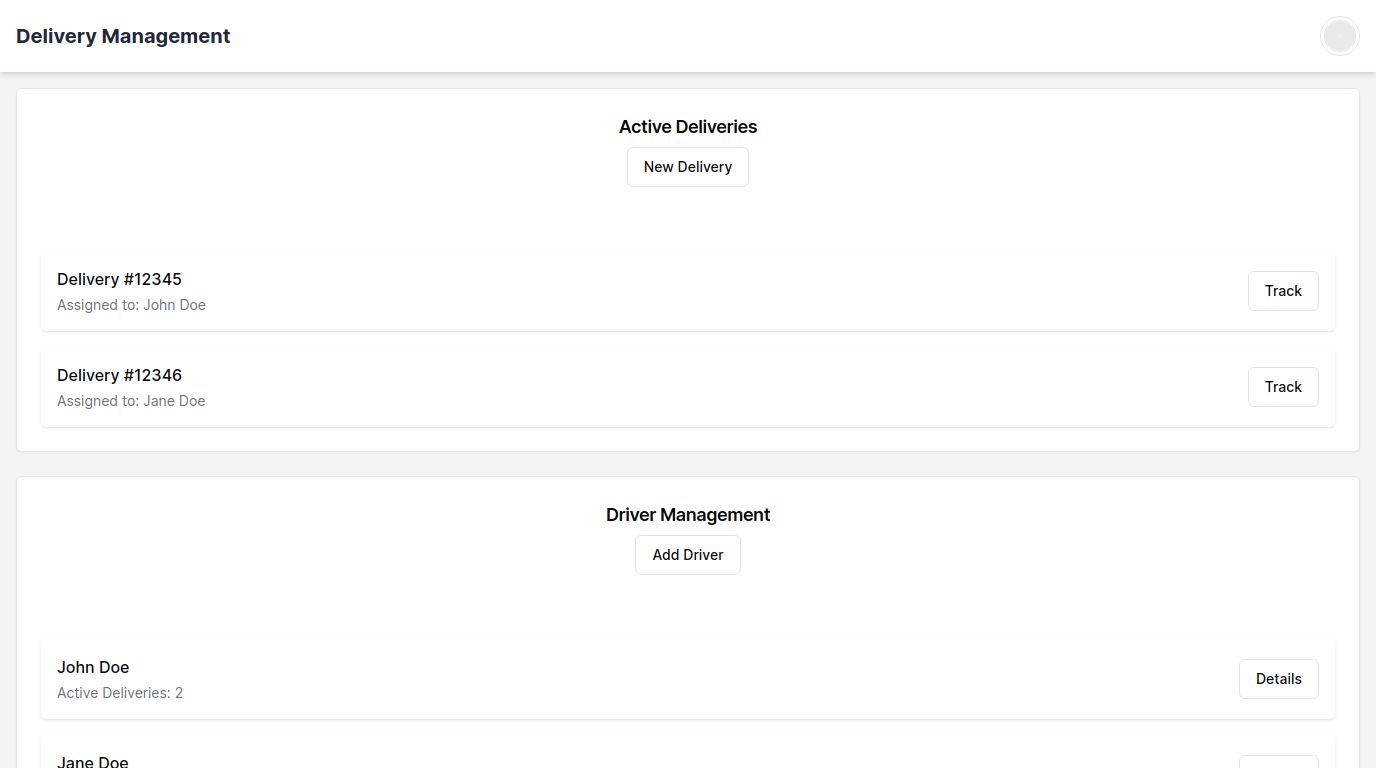 Delivery Management
Active Deliveries
New Delivery
Delivery #12345
Assigned to: John Doe
Track
Delivery #12346
Assigned to: Jane Doe
Track
Driver Management
Add Driver
John Doe
Active Deliveries: 2
Details
Jane Doe